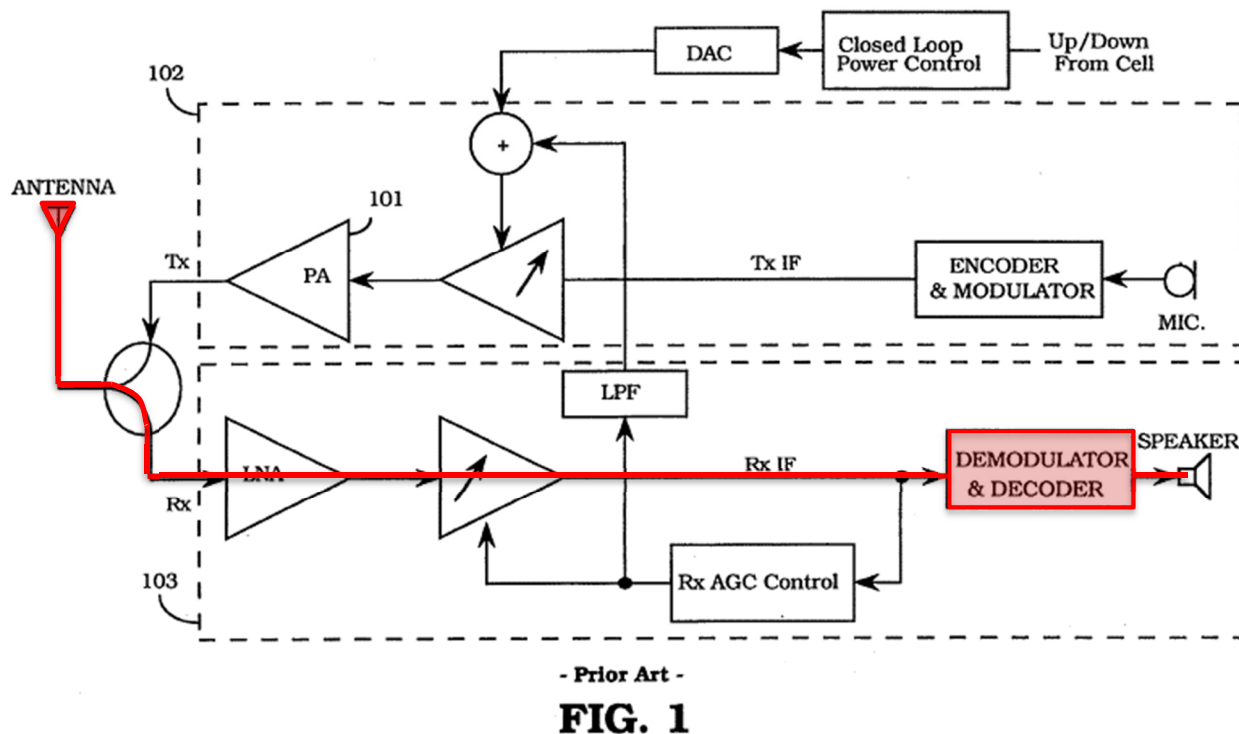 DAC
Closed Loop
Power Control
Up/Down
From Cell
102
+
ANTENNA
101
Tx
PA
Tx IF
ENCODER
& MODULATOR
MIC.
LPF
LNA
Rx IF
DEMODULATOR
& DECODER
SPEAKER
Rx
Rx AGC Control
103
- Prior Art -
FIG. 1